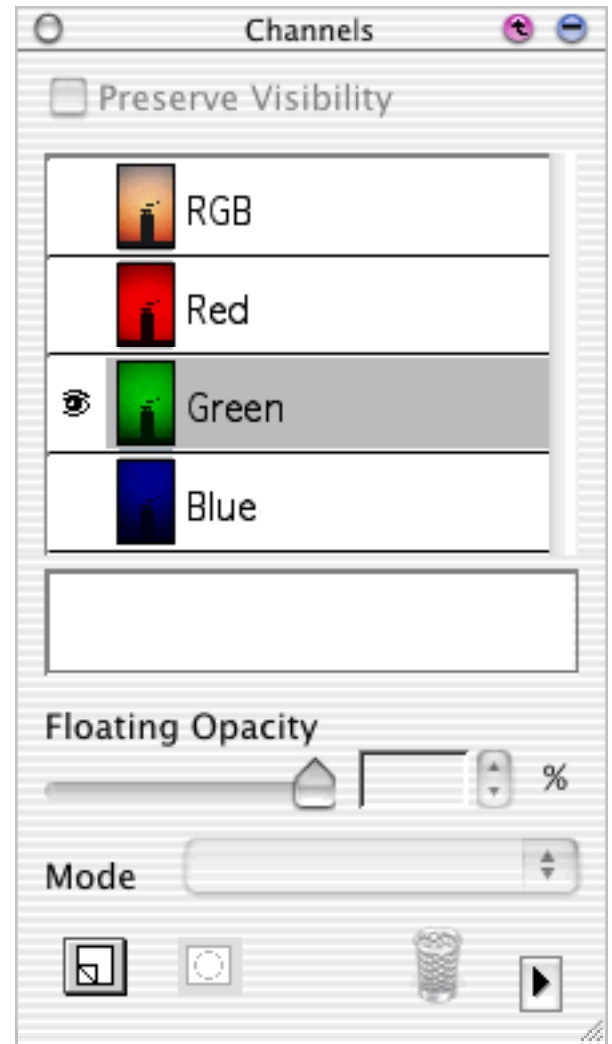 Channels
Preserve Visibility
RGB
Red
Green
Blue
Floating Opacity
%
Mode